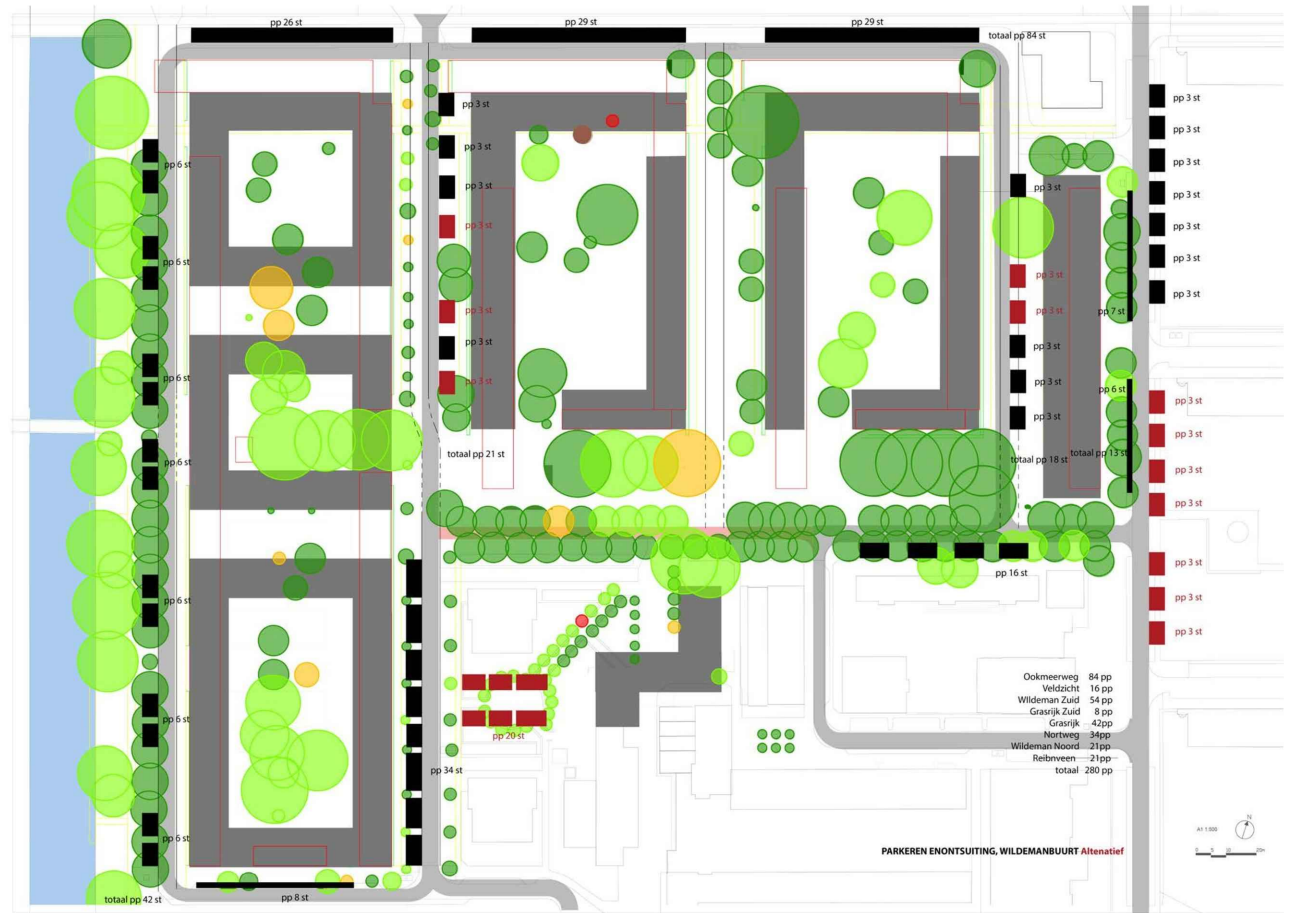 pp 26 st
pp 29 st
pp 29 st
totaal pp 84 st
pp 3 st
pp 3 st
pp 3 st
pp 3 st
pp 3 st
pp 3 st
pp 3 st
pp 6 st
pp 6 st
pp 6 st
pp 6 st
pp 6 st
pp 6 st
pp 6 st
totaal pp 42 st
pp 8 st
totaal pp 21 st
pp 34 st
pp 20 st
pp 3 st
pp 3 st
pp 3 st
pp 3 st
pp 3 st
pp 3 st
totaal pp 18 st
pp 7 st
pp 6 st
totaal pp 13 st
pp 16 st
pp 3 st
pp 3 st
pp 3 st
pp 3 st
pp 3 st
pp 3 st
pp 3 st
pp 3 st
pp 3 st
pp 3 st
pp 3 st
pp 3 st
pp 3 st
pp 3 st
Ookmeerweg 84 pp
Veldzicht 16 pp
WIldeman Zuid 54 pp
Grasrijk Zuid 8 pp
Grasrijk 42pp
Nortweg 34pp
Wildeman Noord 21pp
Reibnveen 21pp
totaal 280 pp
PARKEREN ENONTSUITING, WILDEMANBUURT Altenatief
N
0 5 10 20m